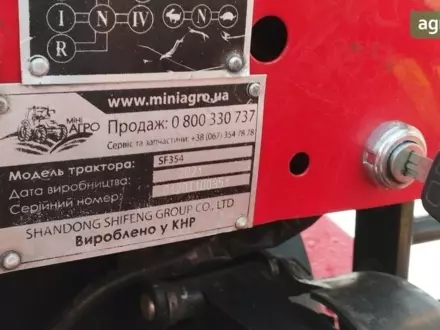 agr
I N IV
R
N
www.miniagro.ua
МІНІ
АГРО
Продаж: 0 800 330 737
Сервіс та запчастини: +38 (067) 354 78 78
Модель трактора: SF354
Дата виробництва:
Серійний номер:
SHANDONG SHIFENG GROUP CO., LTD
Вироблено у КНР